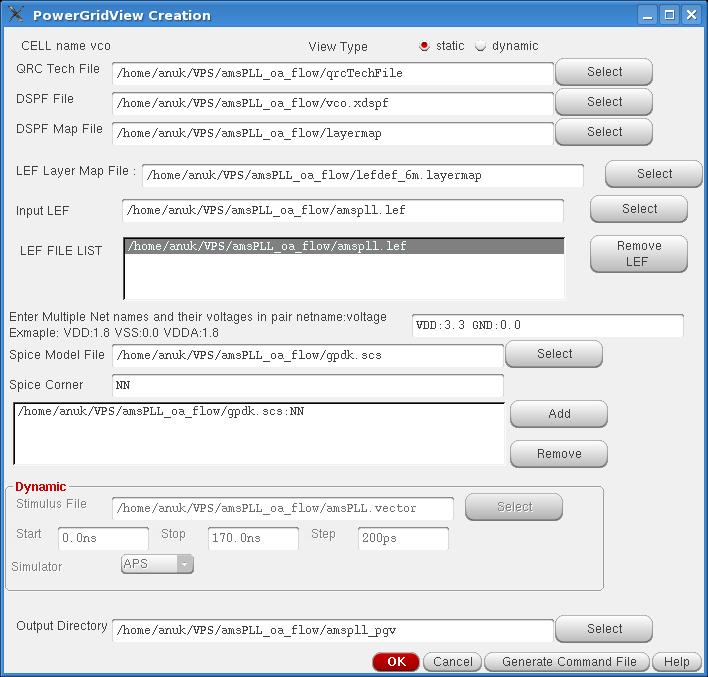 PowerGridView Creation
CELL name vco View Type static dynamic
QRC Tech File /home/anuk/VPS/amsPLL_oa_flow/qrcTechFile Select
DSPF File /home/anuk/VPS/amsPLL_oa_flow/vco.xdspf Select
DSPF Map File /home/anuk/VPS/amsPLL_oa_flow/layermap Select
LEF Layer Map File : /home/anuk/VPS/amsPLL_oa_flow/lefdef_6m.layermap Select
Input LEF /home/anuk/VPS/amsPLL_oa_flow/amspll.lef Select
LEF FILE LIST /home/anuk/VPS/amsPLL_oa_flow/amspll.lef Remove LEF
Enter Multiple Net names and their voltages in pair netname:voltage
Exmaple: VDD:1.8 VSS:0.0 VDDA:1.8
VDD:3.3 GND:0.0
Spice Model File /home/anuk/VPS/amsPLL_oa_flow/gpdk.scs Select
Spice Corner NN
/home/anuk/VPS/amsPLL_oa_flow/gpdk.scs:NN Add
Remove
Dynamic
Stimulus File /home/anuk/VPS/amsPLL_oa_flow/amsPLL.vector Select
Start 0.0ns Stop 170.0ns Step 200ps
Simulator APS
Output Directory /home/anuk/VPS/amsPLL_oa_flow/amspll_pgv Select
OK Cancel Generate Command File Help